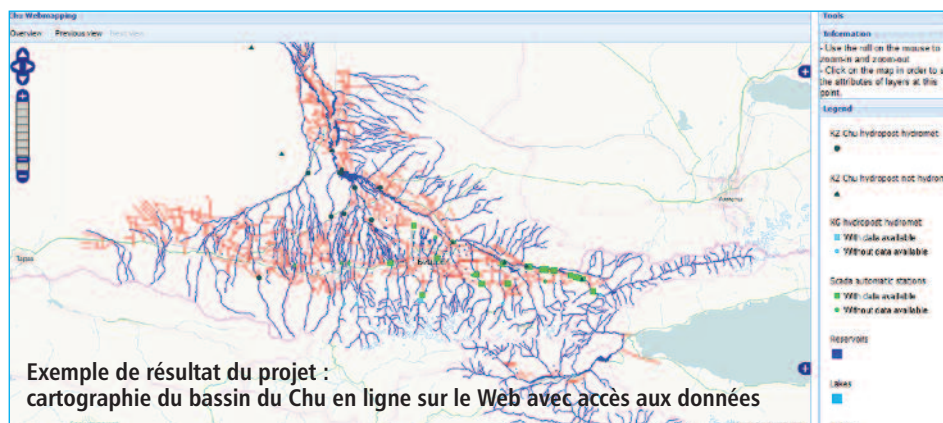 Chu Webmapping
Overview Previous view Next view
Tools
Information
- Use the roll on the mouse to
zoom-in and zoom-out
- Click on the map in order to
the attributes of layers at this
point.
Legend
KZ Chu hydropost hydromet
KZ Chu hydropost not hydrom
KG hydropost hydromet
With data available
Without data available
Scada automatic stations
With data available
Without data available
Reservoirs
Lakes
Тараз
Exemple de résultat du projet :
cartographie du bassin du Chu en ligne sur le Web avec accès aux données